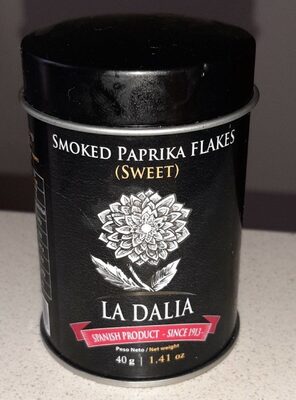 SMOKED PAPRIKA FLAKES
(SWEET)
LA DALIA
SPANISH PRODUCT - SINCE 1913-
Peso Neto / Net weight
40 g | 1.41 oz